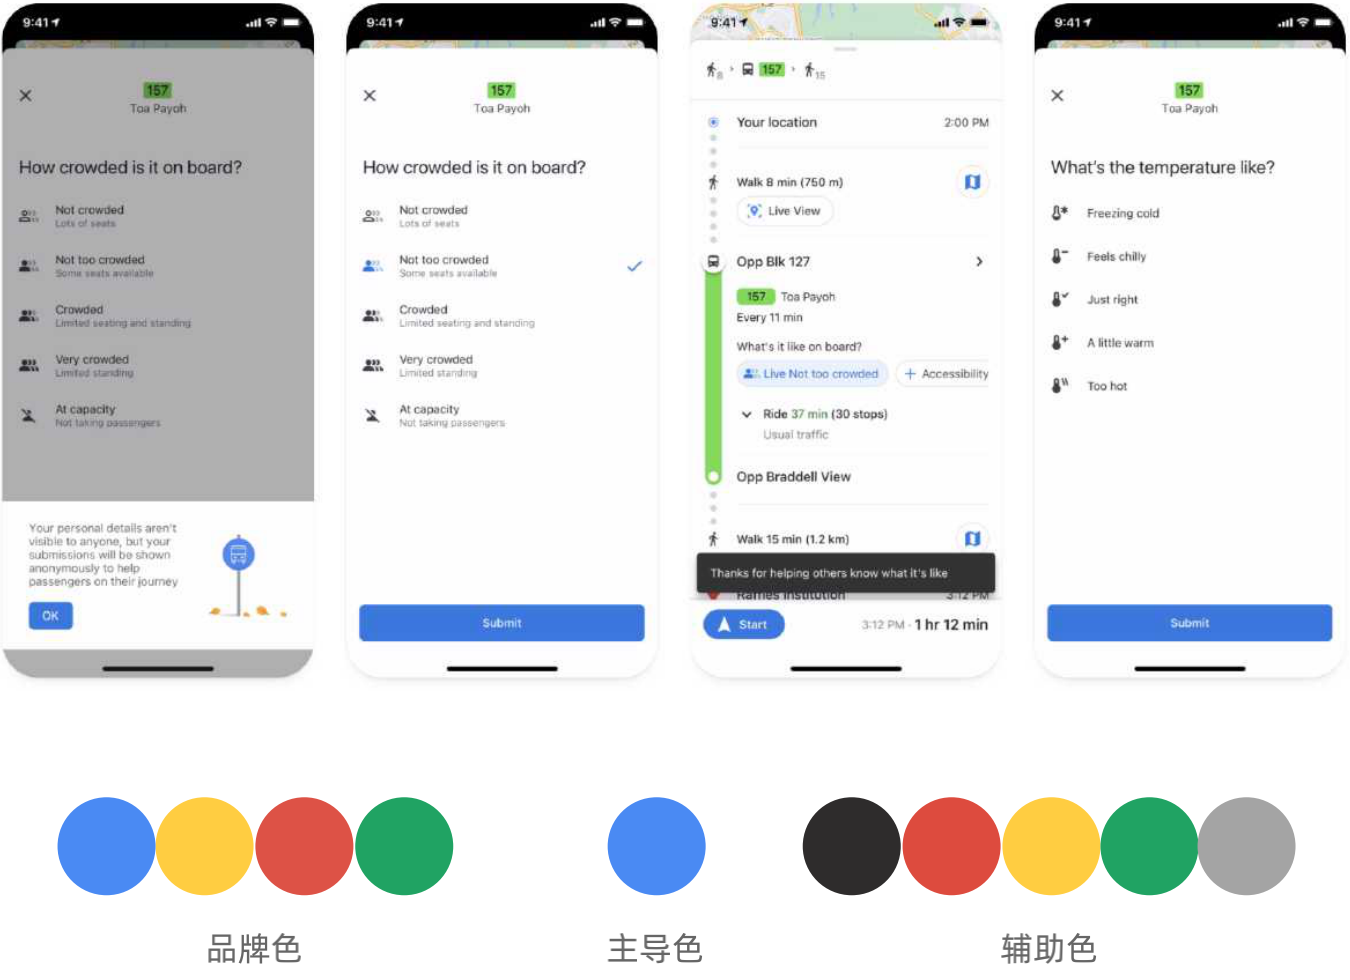 9:41
157
Toa Payoh
How crowded is it on board?
Not crowded
Lots of seats
Not too crowded
Some seats available
Crowded
Limited seating and standing
Very crowded
Limited standing
At capacity
Not taking passengers
Your personal details aren't
visible to anyone, but your
submissions will be shown
anonymously to help
passengers on their journey
OK
9:41
157
Toa Payoh
How crowded is it on board?
Not crowded
Lots of seats
Not too crowded
Some seats available
Crowded
Limited seating and standing
Very crowded
Limited standing
At capacity
Not taking passengers
Submit
9:41
8 157 15
Your location 2:00 PM
Walk 8 min (750 m)
Live View
Opp Blk 127
157 Toa Payoh
Every 11 min
What's it like on board?
Live Not too crowded + Accessibility
Ride 37 min (30 stops)
Usual traffic
Opp Braddell View
Walk 15 min (1.2 km)
Thanks for helping others know what it's like
Raffles Institution 3:12 PM
Start 3:12 PM · 1 hr 12 min
9:41
157
Toa Payoh
What's the temperature like?
Freezing cold
Feels chilly
Just right
A little warm
Too hot
Submit
品牌色
主导色
辅助色